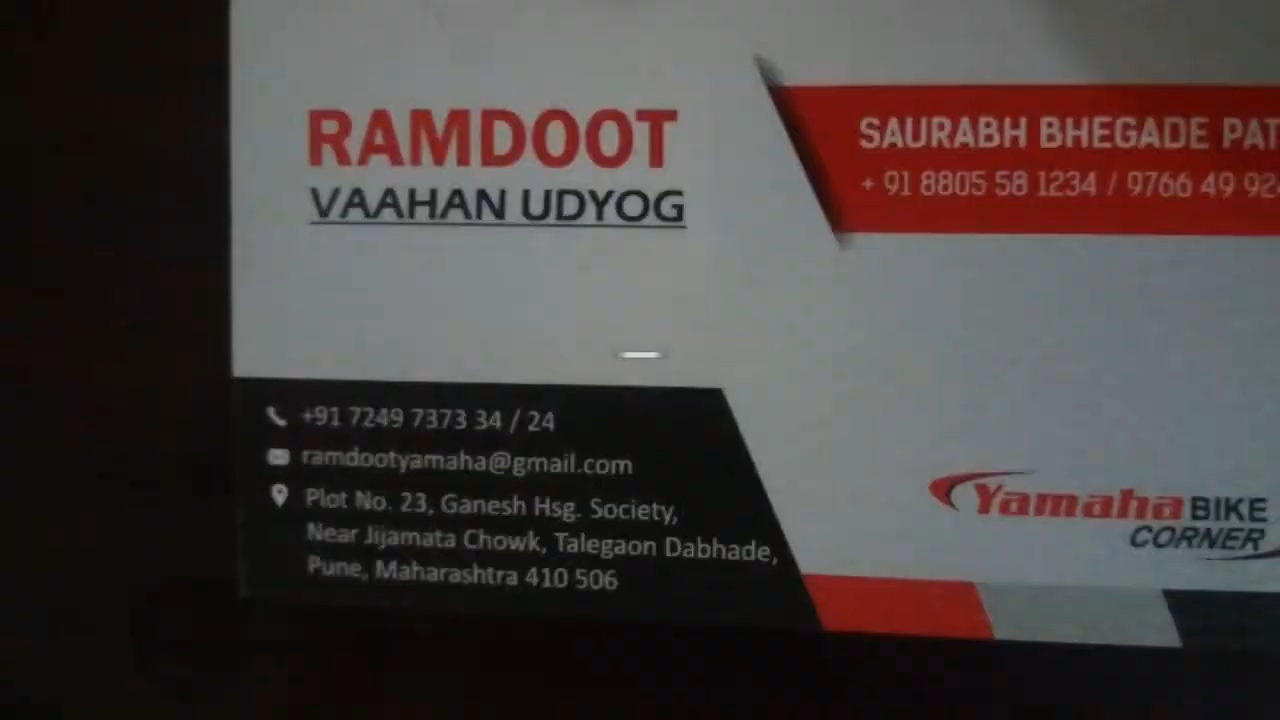 RAMDOOT
VAAHAN UDYOG
SAURABH BHEGADE
+ 91 8805 58 1234 / 9766 49
+91 7249 7373 34 / 24
ramdootyamaha@gmail.com
Plot No. 23, Ganesh Hsg. Society,
Near Jijamata Chowk, Talegaon Dabhade,
Pune, Maharashtra 410 506
Yamaha BIKE
CORNER